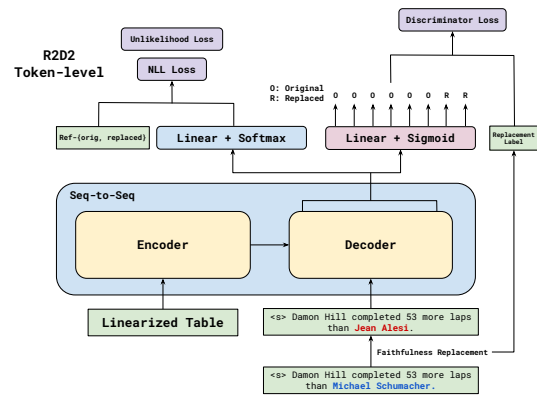 R2D2
Token-level
Unlikelihood Loss
NLL Loss
Discriminator Loss
O: Original
R: Replaced
O O O O O O R R
Ref-(orig, replaced)
Linear + Softmax
Linear + Sigmoid
Replacement
Label
Seq-to-Seq
Encoder
Decoder
Linearized Table
<s> Damon Hill completed 53 more laps
than Jean Alesi.
Faithfulness Replacement
<s> Damon Hill completed 53 more laps
than Michael Schumacher.